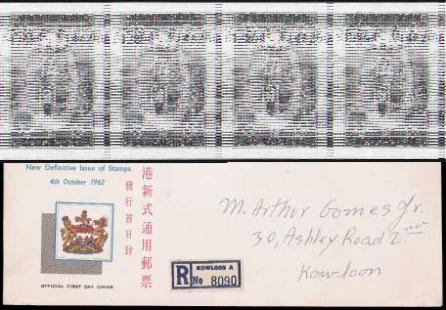 New Definitive Issue of Stamps
4th October 1962
港新式通用郵票
發行首日封
OFFICIAL FIRST DAY COVER
R KOWLOON A
No 8090
M. Arthur Gomes Jr.
30, Ashley Road 2nd
Kowloon